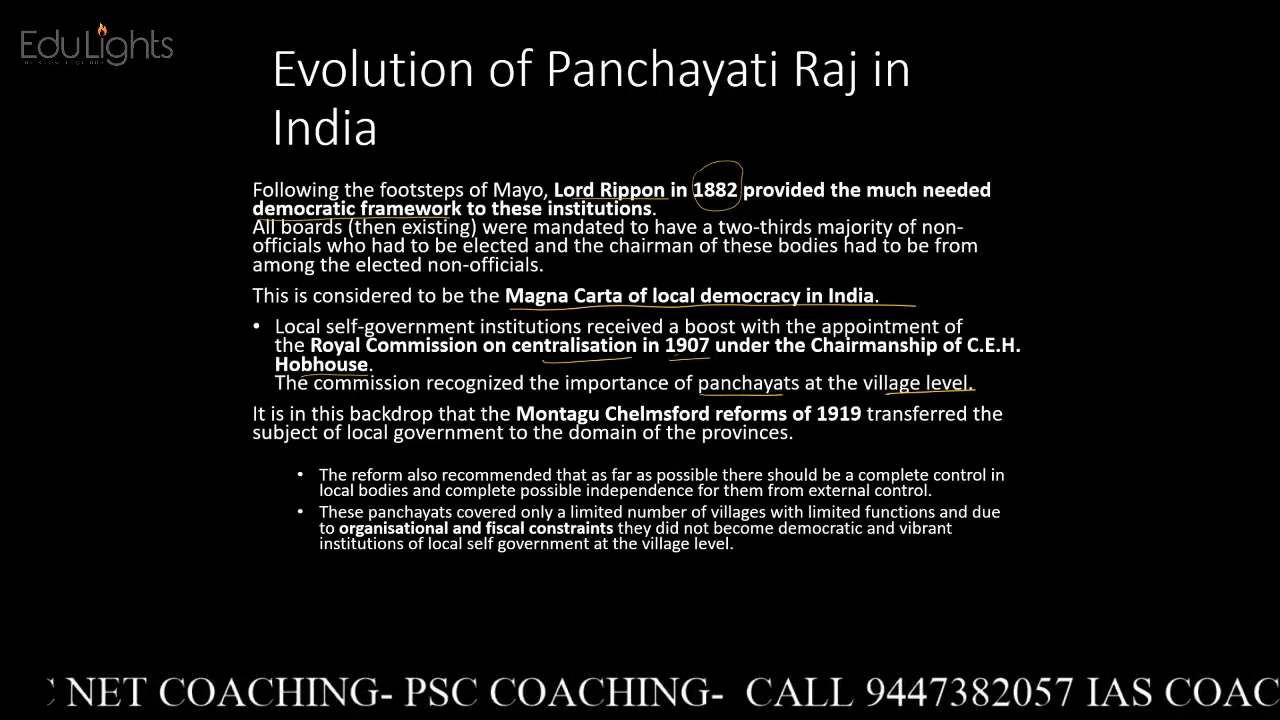 EduLights
Evolution of Panchayati Raj in
India
Following the footsteps of Mayo, Lord Rippon in 1882 provided the much needed
democratic framework to these institutions.
All boards (then existing) were mandated to have a two-thirds majority of non-
officials who had to be elected and the chairman of these bodies had to be from
among the elected non-officials.
This is considered to be the Magna Carta of local democracy in India.
• Local self-government institutions received a boost with the appointment of
the Royal Commission on centralisation in 1907 under the Chairmanship of C.E.H.
Hobhouse.
The commission recognized the importance of panchayats at the village level.
It is in this backdrop that the Montagu Chelmsford reforms of 1919 transferred the
subject of local government to the domain of the provinces.
• The reform also recommended that as far as possible there should be a complete control in
local bodies and complete possible independence for them from external control.
• These panchayats covered only a limited number of villages with limited functions and due
to organisational and fiscal constraints they did not become democratic and vibrant
institutions of local self government at the village level.
NET COACHING- PSC COACHING- CALL 9447382057 IAS COAC